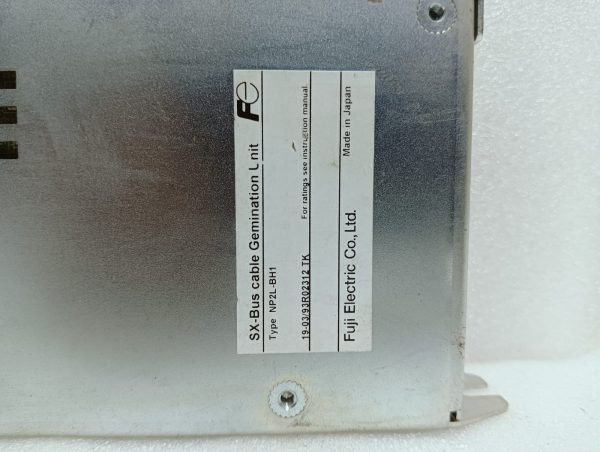 SX-Bus cable Gemination Unit
Type NP2L-BH1
For ratings see instruction manual.
19-03/93R02312 TK
Fuji Electric Co., Ltd.
Made in Japan